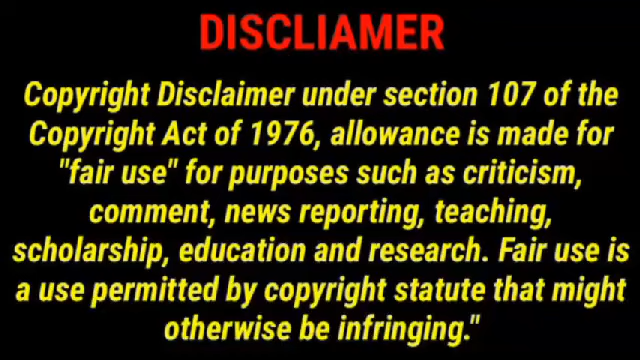 DISCLIAMER
Copyright Disclaimer under section 107 of the
Copyright Act of 1976, allowance is made for
"fair use" for purposes such as criticism,
comment, news reporting, teaching,
scholarship, education and research. Fair use is
a use permitted by copyright statute that might
otherwise be infringing."